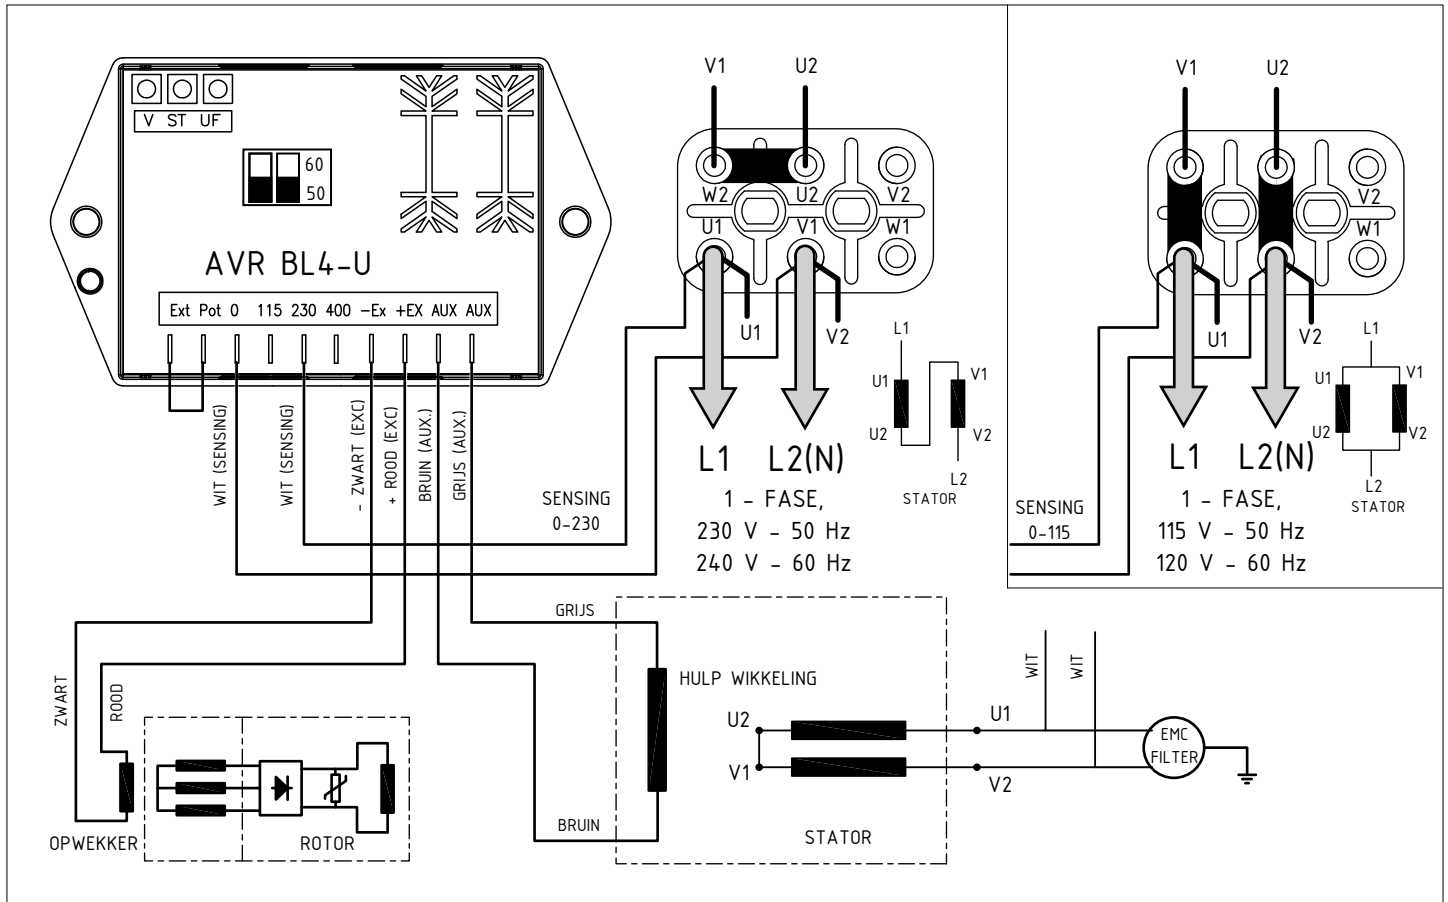 V ST UF
60
50
AVR BL4-U
Ext Pot 0 115 230 400 -Ex +EX AUX AUX
WIT (SENSING)
WIT (SENSING)
- ZWART (EXC)
+ ROOD (EXC)
BRUIN (AUX.)
GRIJS (AUX.)
V1 U2
W2 U2 V2
U1 V1 W1
U1 V2
L1 L2(N)
1 - FASE,
230 V - 50 Hz
240 V - 60 Hz
SENSING
0-230
L1
U1 V1
U2 V2
L2
STATOR
V1 U2
V2
W1
U1 V2
L1 L2(N)
1 - FASE,
115 V - 50 Hz
120 V - 60 Hz
SENSING
0-115
L1
U1 V1
U2 V2
L2
STATOR
ZWART
ROOD
OPWEKKER
ROTOR
GRIJS
BRUIN
HULP WIKKELING
U2
V1
U1
V2
STATOR
WIT
WIT
EMC
FILTER